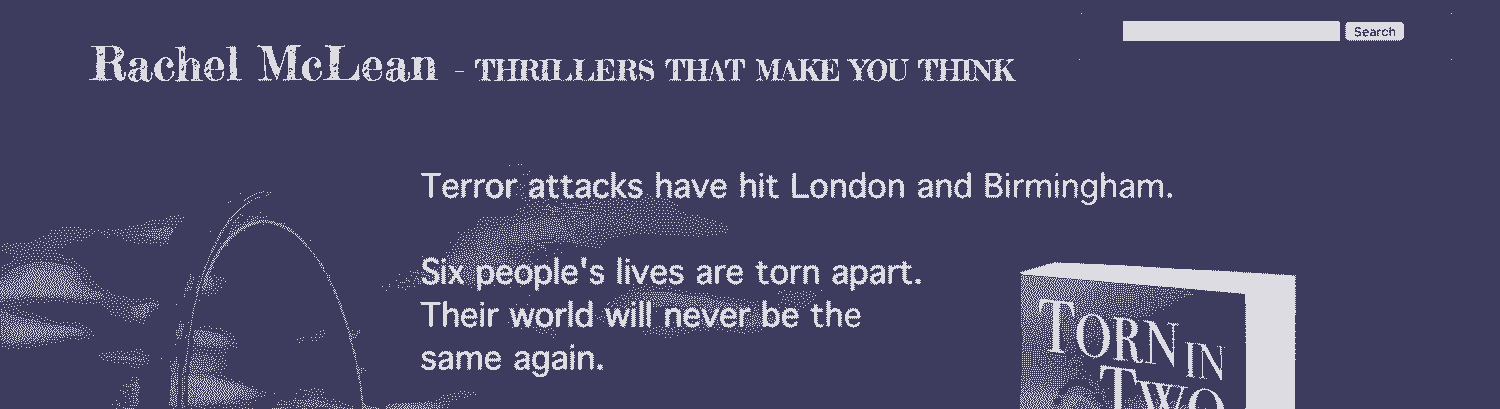 Rachel McLean - THRILLERS THAT MAKE YOU THINK
Search
Terror attacks have hit London and Birmingham.
Six people's lives are torn apart.
Their world will never be the
same again.
TORN IN
TWO